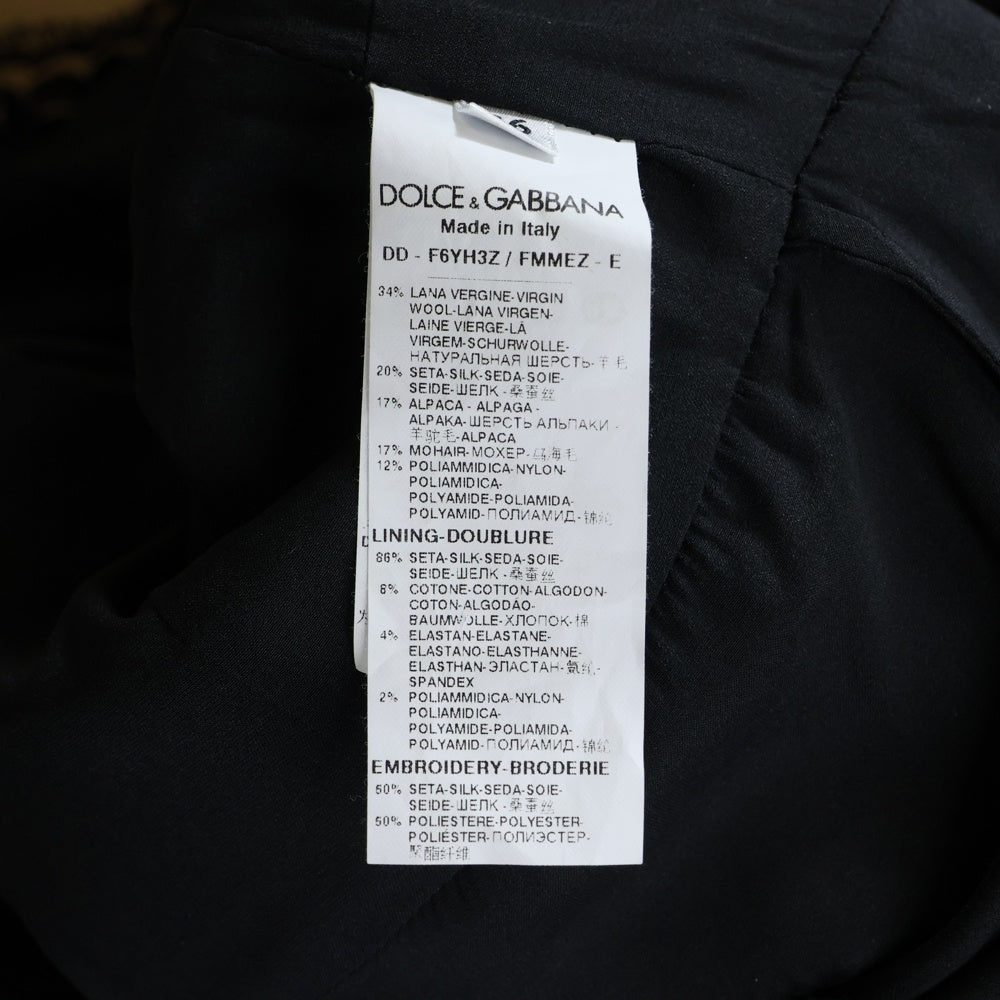 6
DOLCE & GABBANA
Made in Italy
DD - F6YH3Z / FMMEZ - E
34% LANA VERGINE-VIRGIN
WOOL-LANA VIRGEN-
LAINE VIERGE-LÃ
VIRGEM-SCHURWOLLE-
НАТУРАЛЬНАЯ ШЕРСТЬ-羊毛
20% SETA-SILK-SEDA-SOIE-
SEIDE-ШЕЛК -桑蚕丝
17% ALPACA - ALPAGA -
ALPAKA-ШЕРСТЬ АЛЬПАКИ -
羊驼毛-ALPACA
17% MOHAIR-МОХЕР-马海毛
12% POLIAMMIDICA-NYLON-
POLIAMIDICA-
POLYAMIDE-POLIAMIDA-
POLYAMID-ПОЛИАМИД-锦纶
LINING-DOUBLURE
86% SETA-SILK-SEDA-SOIE-
SEIDE-ШЕЛК -桑蚕丝
8% COTONE-COTTON-ALGODON-
COTON-ALGODÃO-
BAUMWOLLE-ХЛОПОК-棉
4% ELASTAN-ELASTANE-
ELASTANO-ELASTHANNE-
ELASTHAN-ЭЛАСТАН-氨纶-
SPANDEX
2% POLIAMMIDICA-NYLON-
POLIAMIDICA-
POLYAMIDE-POLIAMIDA-
POLYAMID-ПОЛИАМИД-锦纶
EMBROIDERY-BRODERIE
50% SETA-SILK-SEDA-SOIE-
SEIDE-ШЕЛК -桑蚕丝
50% POLIESTERE-POLYESTER-
POLIÉSTER-ПОЛИЭСТЕР-
聚酯纤维